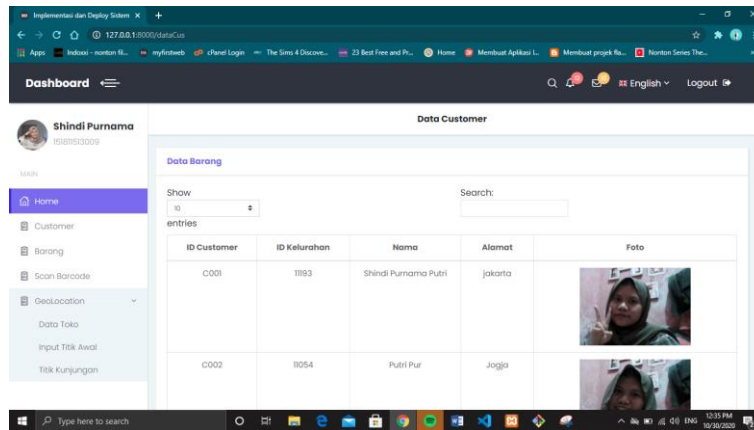 Implementasi dan Deploy Sistem
127.0.0.1:8000/dataCus
Apps
Indoxxi - nonton fil...
myfirstweb
cPanel Login
The Sims 4 Discove...
23 Best Free and Pr...
Home
Membuat Aplikasi L...
Membuat projek fla...
Nonton Series The...
Dashboard
English
Logout
Shindi Purnama
151811513009
Data Customer
MAIN
Home
Customer
Barang
Scan Barcode
GeoLocation
Data Toko
Input Titik Awal
Titik Kunjungan
Data Barang
Show
10
entries
Search:
ID Customer ID Kelurahan Nama Alamat Foto
C001 11193 Shindi Purnama Putri jakarta
C002 11054 Putri Pur Jogja
Type here to search
ENG
12:35 PM
10/30/2020